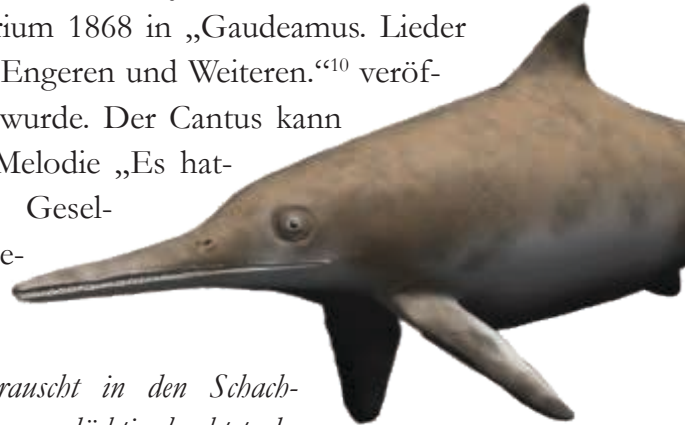 rium 1868 in „Gaudeamus. Lieder
Engeren und Weiteren.“10 veröf-
wurde. Der Cantus kann
Melodie „Es hat-
Gesel-
e-
rauscht in den Schach-